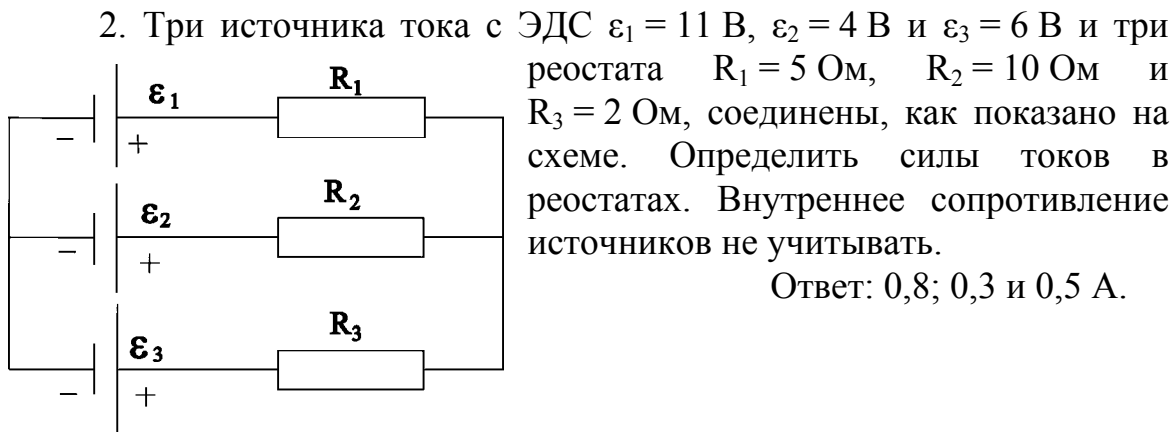 2. Три источника тока с ЭДС ε₁ = 11 В, ε₂ = 4 В и ε₃ = 6 В и три
реостата R₁ = 5 Ом, R₂ = 10 Ом и
R₃ = 2 Ом, соединены, как показано на
схеме. Определить силы токов в
реостатах. Внутреннее сопротивление
источников не учитывать.
Ответ: 0,8; 0,3 и 0,5 А.
ε₁ R₁
− +
ε₂ R₂
− +
ε₃ R₃
− +